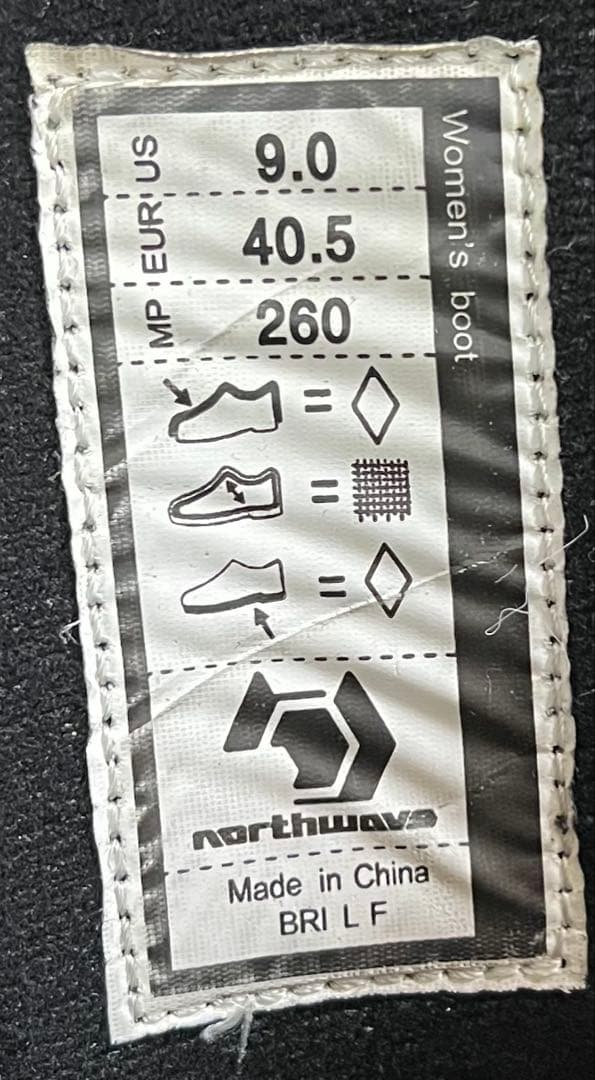 US 9.0
EUR 40.5
MP 260
Women's boot
northwave
Made in China
BRI L F